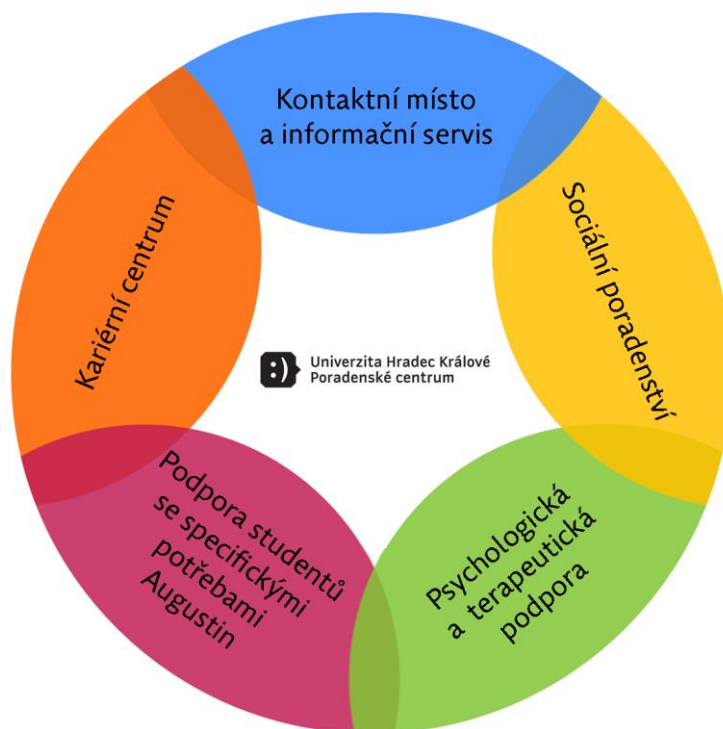 Kontaktní místo
a informační servis
Sociální poradenství
Psychologická
a terapeutická
podpora
Podpora studentů
se specifickými
potřebami
Augustin
Kariérní centrum
:)
Univerzita Hradec Králové
Poradenské centrum